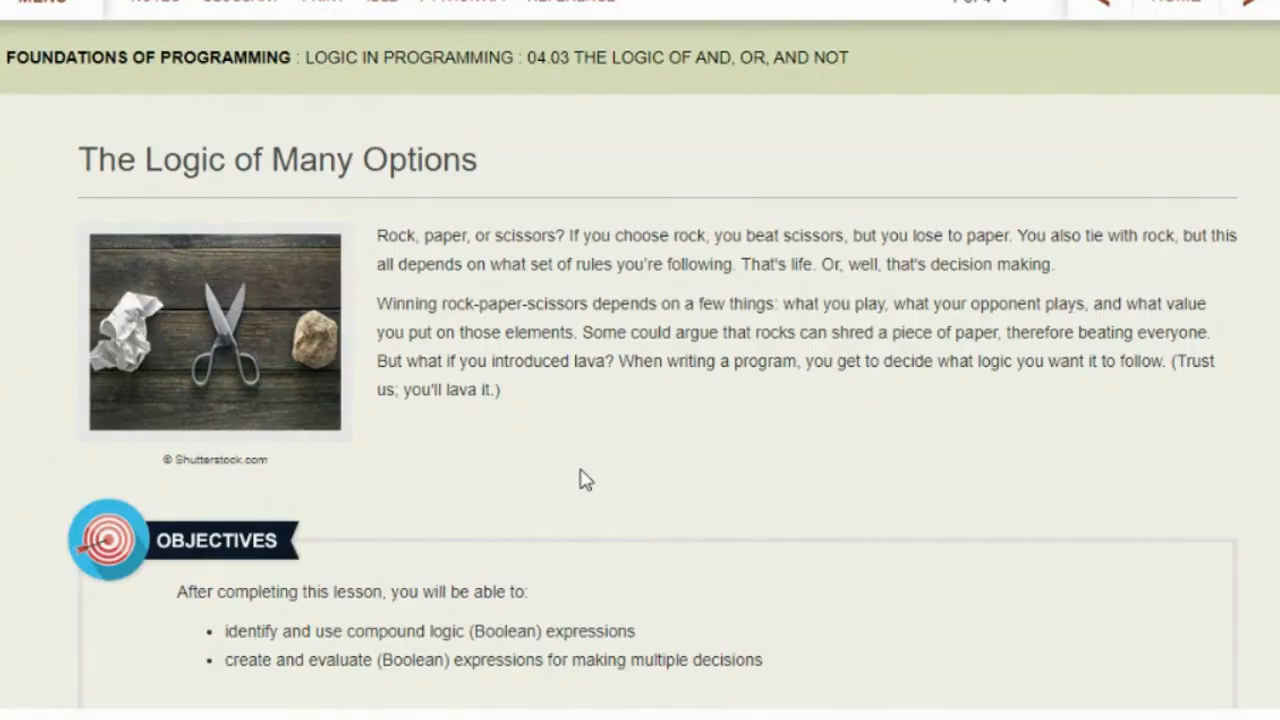 FOUNDATIONS OF PROGRAMMING : LOGIC IN PROGRAMMING : 04.03 THE LOGIC OF AND, OR, AND NOT
The Logic of Many Options
Rock, paper, or scissors? If you choose rock, you beat scissors, but you lose to paper. You also tie with rock, but this
all depends on what set of rules you're following. That's life. Or, well, that's decision making.
Winning rock-paper-scissors depends on a few things: what you play, what your opponent plays, and what value
you put on those elements. Some could argue that rocks can shred a piece of paper, therefore beating everyone.
But what if you introduced lava? When writing a program, you get to decide what logic you want it to follow. (Trust
us; you'll lava it.)
© Shutterstock.com
OBJECTIVES
After completing this lesson, you will be able to:
• identify and use compound logic (Boolean) expressions
• create and evaluate (Boolean) expressions for making multiple decisions